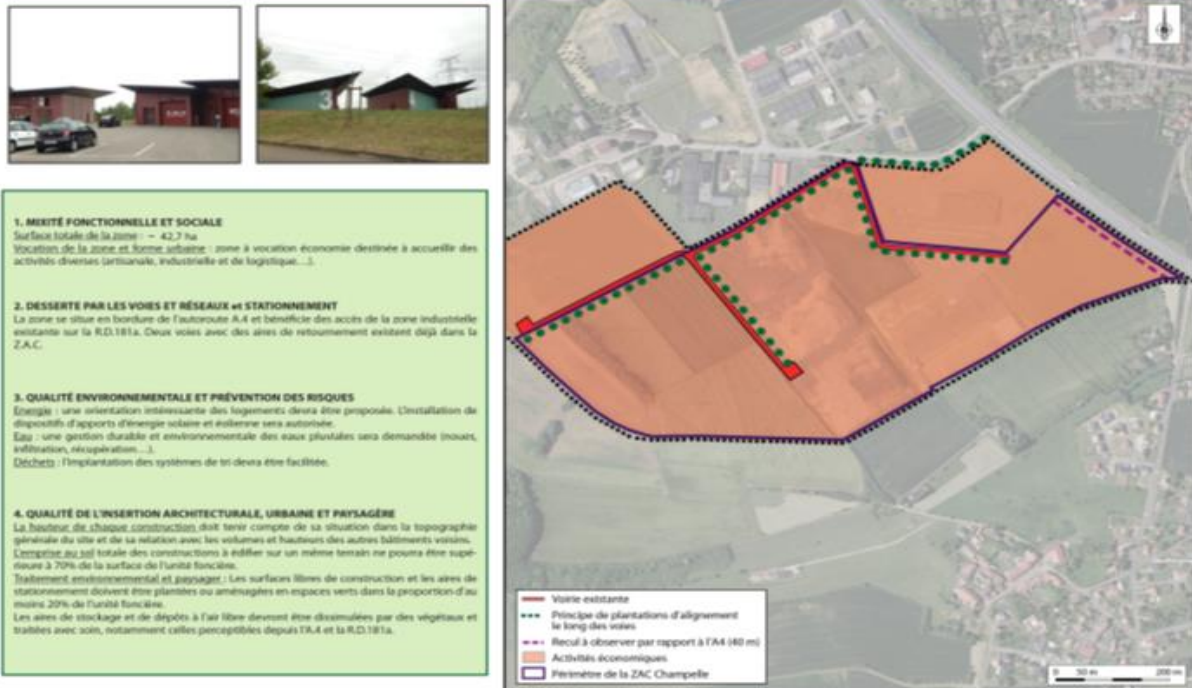 1. MIXITÉ FONCTIONNELLE ET SOCIALE
Surface totale de la zone : ~ 42,7 ha
Vocation de la zone et forme urbaine : zone à vocation économie destinée à accueillir des
activités diverses (artisanale, industrielle et de logistique...).
2. DESSERTE PAR LES VOIES ET RÉSEAUX et STATIONNEMENT
La zone se situe en bordure de l'autoroute A.4 et bénéficie des accès de la zone industrielle
existante sur la R.D.181a. Deux voies avec des aires de retournement existent déjà dans la
Z.A.C.
3. QUALITÉ ENVIRONNEMENTALE ET PRÉVENTION DES RISQUES
Energie : une orientation intéressante des logements devra être proposée. L'installation de
dispositifs d'apports d'énergie solaire et éolienne sera autorisée.
Eau : une gestion durable et environnementale des eaux pluviales sera demandée (noues,
infiltration, récupération...).
Déchets : l'implantation des systèmes de tri devra être facilitée.
4. QUALITÉ DE L'INSERTION ARCHITECTURALE, URBAINE ET PAYSAGÈRE
La hauteur de chaque construction doit tenir compte de sa situation dans la topographie
générale du site et de sa relation avec les volumes et hauteurs des autres bâtiments voisins.
L'emprise au sol totale des constructions à édifier sur un même terrain ne pourra être supé-
rieure à 70% de la surface de l'unité foncière.
Traitement environnemental et paysager : Les surfaces libres de construction et les aires de
stationnement doivent être plantées ou aménagées en espaces verts dans la proportion d'au
moins 20% de l'unité foncière.
Les aires de stockage et de dépôts à l'air libre devront être dissimulées par des végétaux et
traitées avec soin, notamment celles perceptibles depuis l'A.4 et la R.D.181a.
Voirie existante
Principe de plantations d'alignement
le long des voies
Recul à observer par rapport à l'A4 (40 m)
Activités économiques
Périmètre de la ZAC Champelle
0 50 m 200 m
3